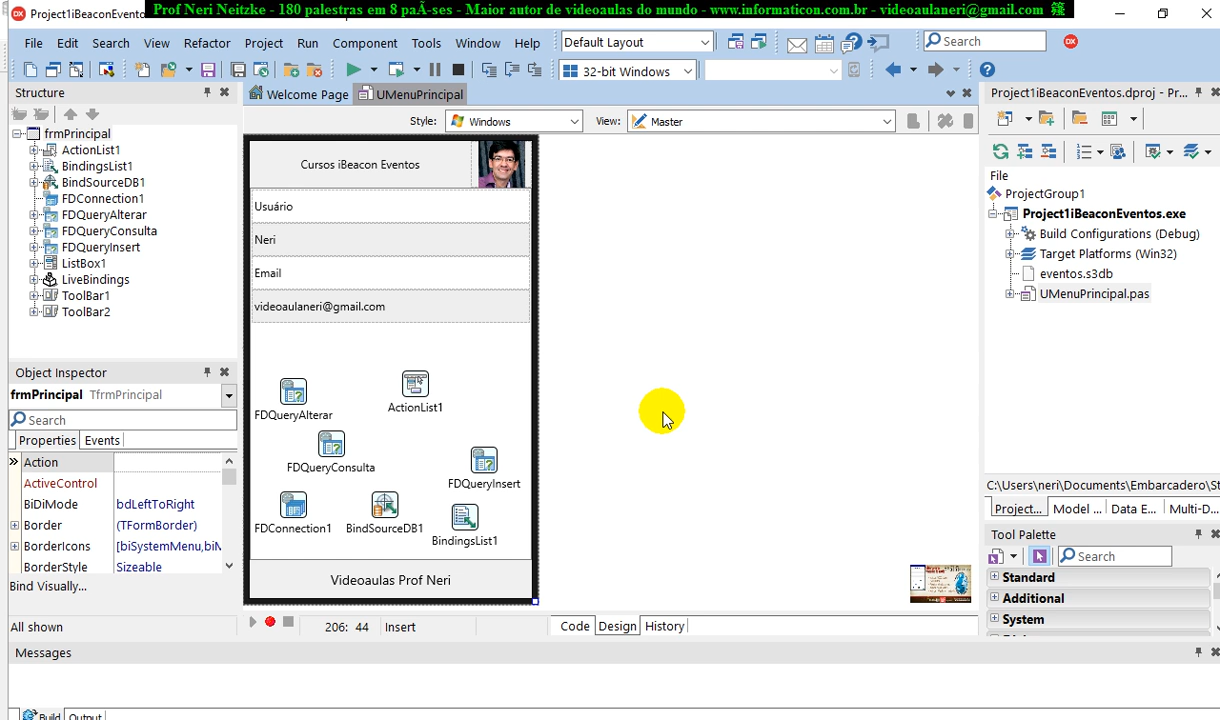 Project1iBeaconEvento
Prof Neri Neitzke - 180 palestras em 8 paÃ-ses - Maior autor de videoaulas do mundo - www.informaticon.com.br - videoaulaneri@gmail.com
File Edit Search View Refactor Project Run Component Tools Window Help
Default Layout
Search
32-bit Windows
Structure
Welcome Page
UMenuPrincipal
Project1iBeaconEventos.dproj - Pr...
Style:
Windows
View:
Master
frmPrincipal
ActionList1
BindingsList1
BindSourceDB1
FDConnection1
FDQueryAlterar
FDQueryConsulta
FDQueryInsert
ListBox1
LiveBindings
ToolBar1
ToolBar2
Object Inspector
frmPrincipal TfrmPrincipal
Search
Properties Events
Action
ActiveControl
BiDiMode bdLeftToRight
Border (TFormBorder)
BorderIcons [biSystemMenu,biM
BorderStyle Sizeable
Bind Visually...
All shown
Cursos iBeacon Eventos
Usuário
Neri
Email
videoaulaneri@gmail.com
FDQueryAlterar
ActionList1
FDQueryConsulta
FDQueryInsert
FDConnection1
BindSourceDB1
BindingsList1
Videoaulas Prof Neri
206: 44 Insert
Code Design History
File
ProjectGroup1
Project1iBeaconEventos.exe
Build Configurations (Debug)
Target Platforms (Win32)
eventos.s3db
UMenuPrincipal.pas
C:\Users\neri\Documents\Embarcadero\St
Project... Model ... Data E... Multi-D...
Tool Palette
Search
Standard
Additional
System
Messages
Build Output